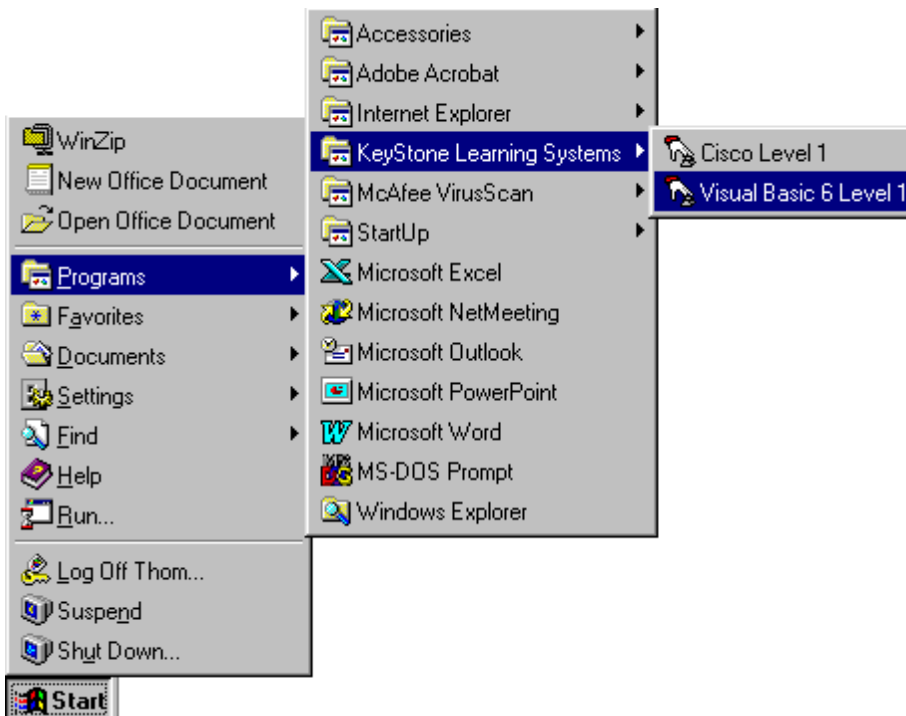 WinZip
New Office Document
Open Office Document
Programs
Favorites
Documents
Settings
Find
Help
Run...
Log Off Thom...
Suspend
Shut Down...
Start
Accessories
Adobe Acrobat
Internet Explorer
KeyStone Learning Systems
McAfee VirusScan
StartUp
Microsoft Excel
Microsoft NetMeeting
Microsoft Outlook
Microsoft PowerPoint
Microsoft Word
MS-DOS Prompt
Windows Explorer
Cisco Level 1
Visual Basic 6 Level 1